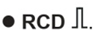 ● RCD ⎍.